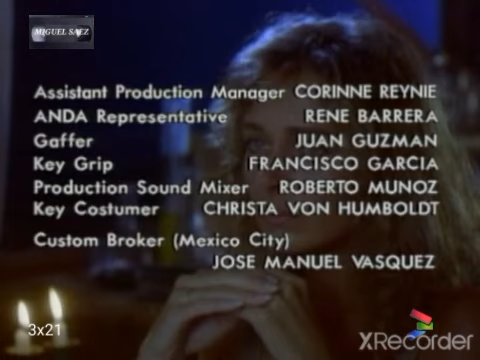 MIGUEL SAEZ
Assistant Production Manager CORINNE REYNIE
ANDA Representative RENE BARRERA
Gaffer JUAN GUZMAN
Key Grip FRANCISCO GARCIA
Production Sound Mixer ROBERTO MUNOZ
Key Costumer CHRISTA VON HUMBOLDT
Custom Broker (Mexico City)
JOSE MANUEL VASQUEZ
3x21
XRecorder